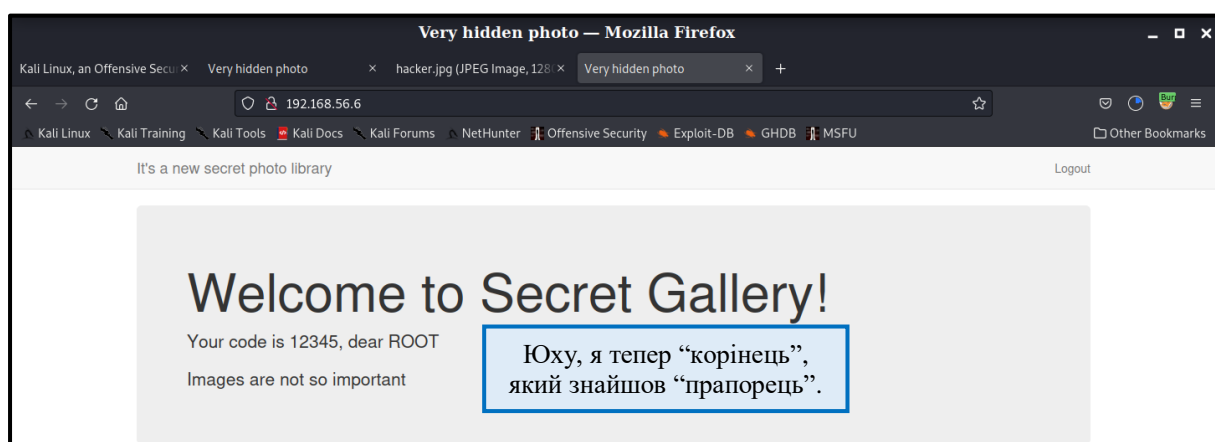 Very hidden photo — Mozilla Firefox
Kali Linux, an Offensive Secur Very hidden photo hacker.jpg (JPEG Image, 128 Very hidden photo
192.168.56.6
Kali Linux Kali Training Kali Tools Kali Docs Kali Forums NetHunter Offensive Security Exploit-DB GHDB MSFU Other Bookmarks
It's a new secret photo library Logout
Welcome to Secret Gallery!
Your code is 12345, dear ROOT
Images are not so important
Юху, я тепер “корінець”,
який знайшов “прапорець”.